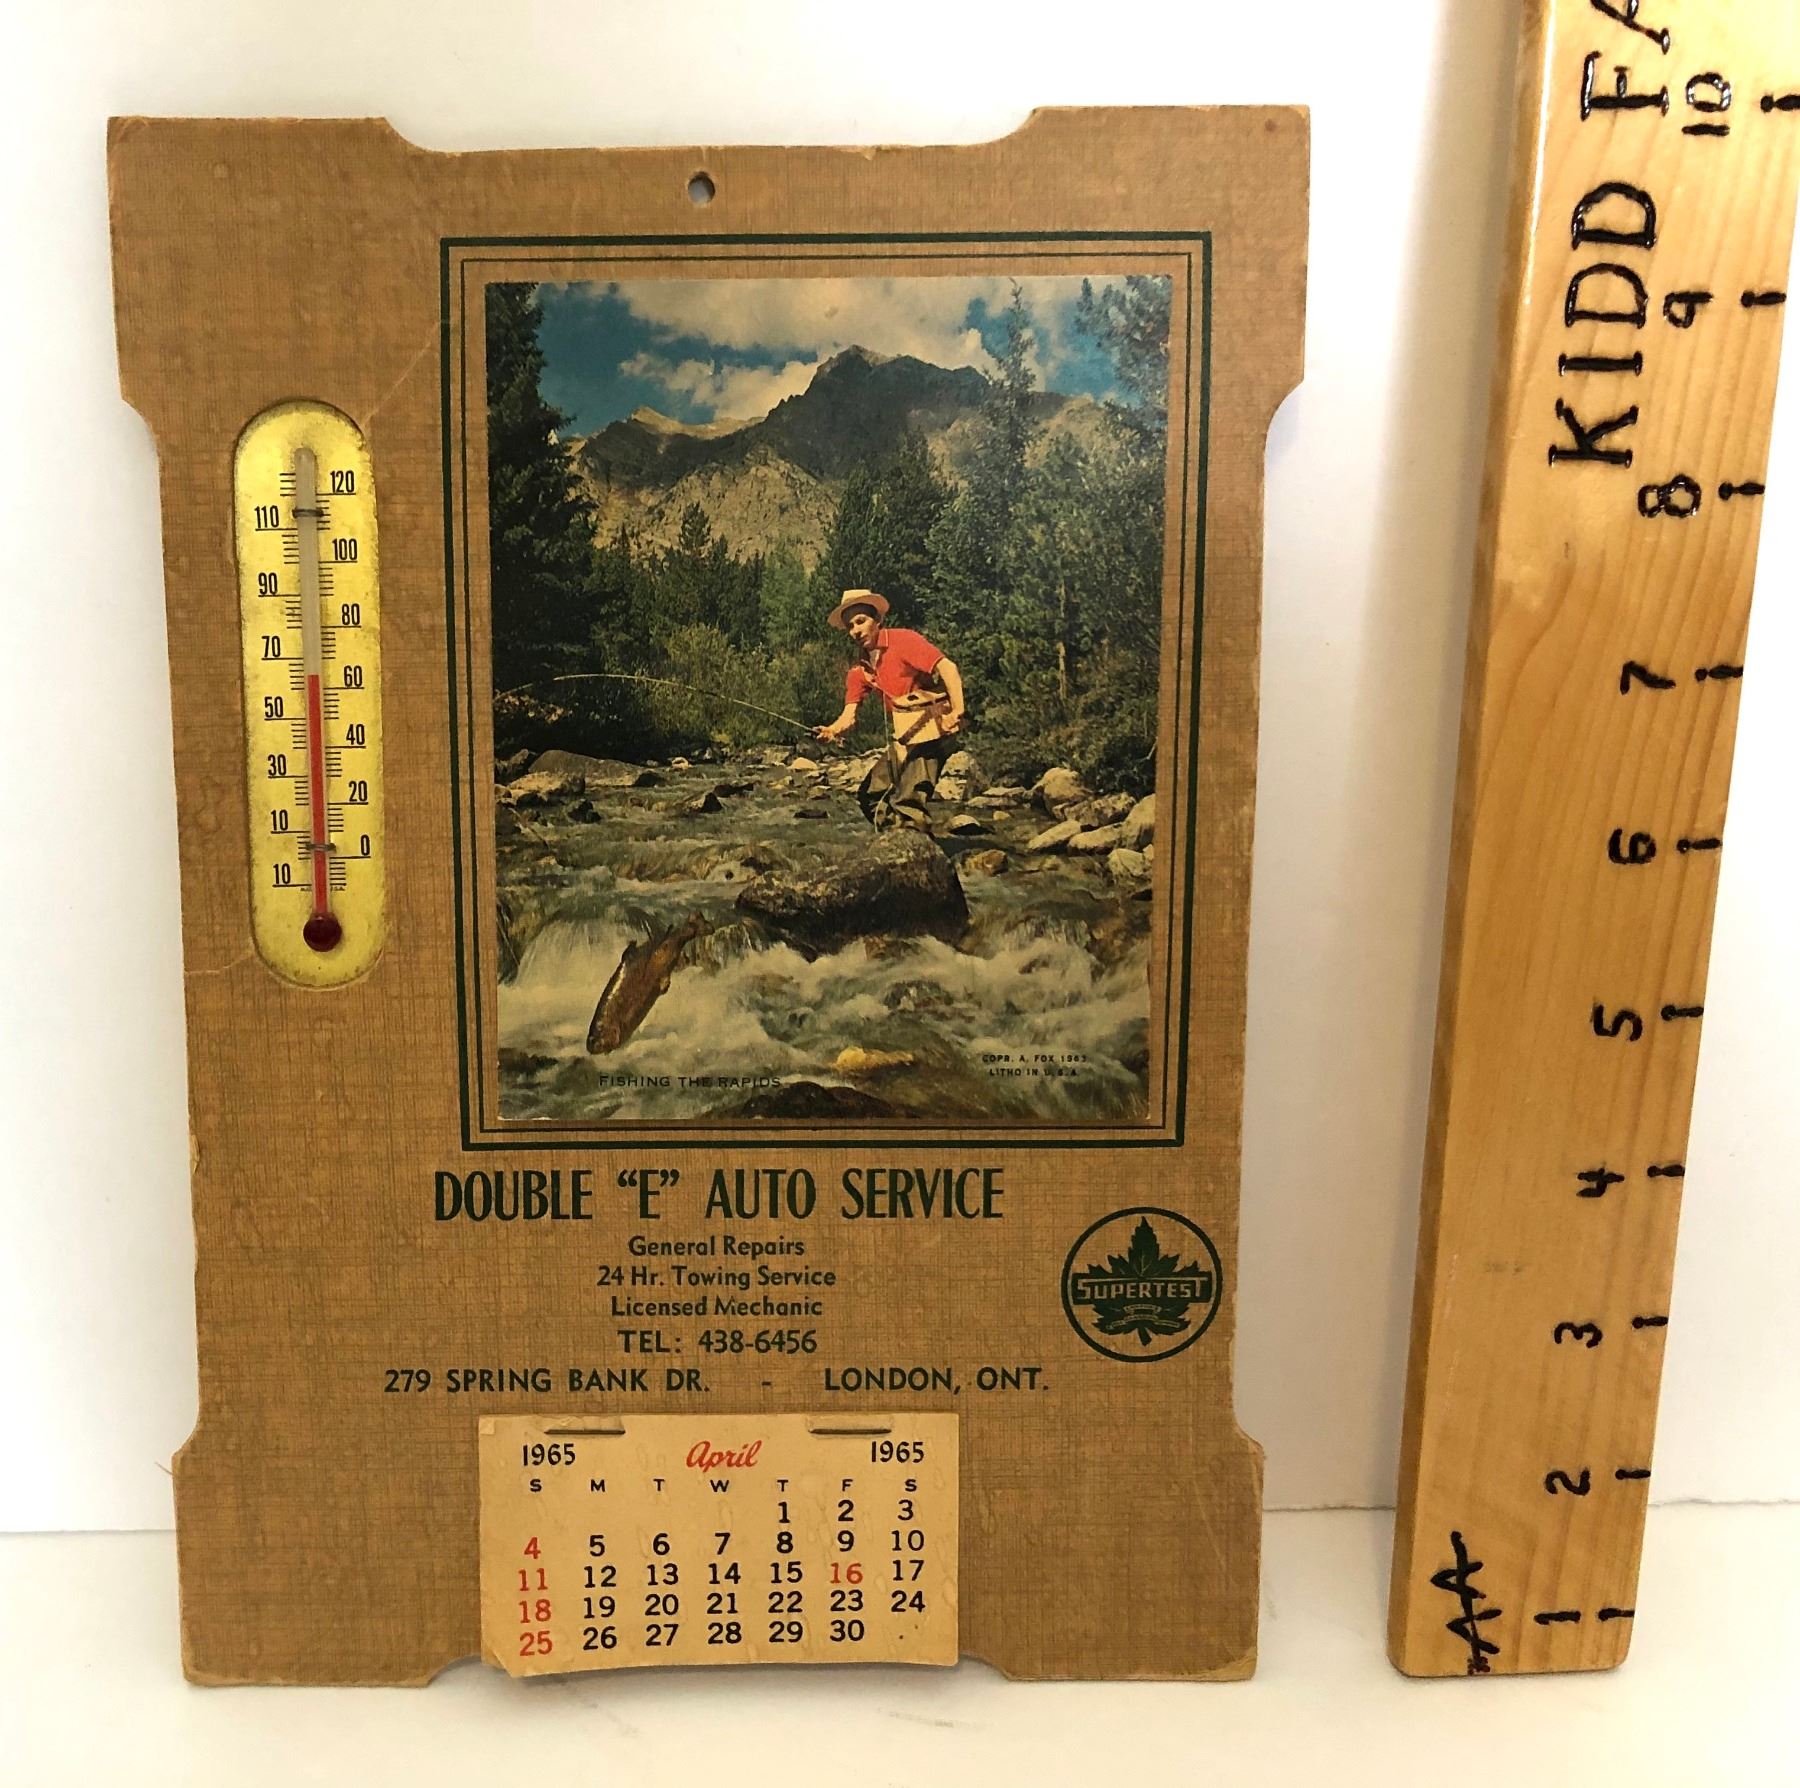 120
110
100
90
80
70
60
50
40
30
20
10
0
10
FISHING THE RAPIDS
COPR. A. FOX 1963
LITHO IN U.S.A.
DOUBLE “E” AUTO SERVICE
General Repairs
24 Hr. Towing Service
Licensed Mechanic
TEL: 438-6456
279 SPRING BANK DR. - LONDON, ONT.
SUPERTEST
1965 April 1965
S M T W T F S
1 2 3
4 5 6 7 8 9 10
11 12 13 14 15 16 17
18 19 20 21 22 23 24
25 26 27 28 29 30
KIDD FA
10
9
8
7
6
5
4
3
2
1